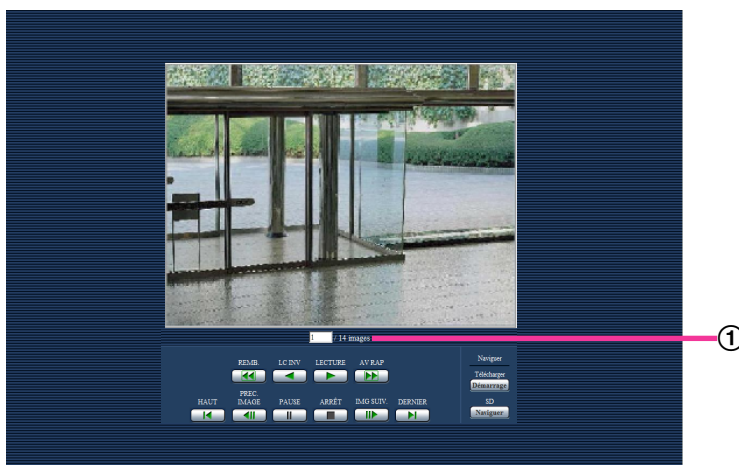 1 / 14 images
①
REMB. LC INV LECTURE AV RAP
HAUT PREC. IMAGE PAUSE ARRÊT IMG SUIV. DERNIER
Naviguer
Télécharger
Démarrage
SD
Naviguer